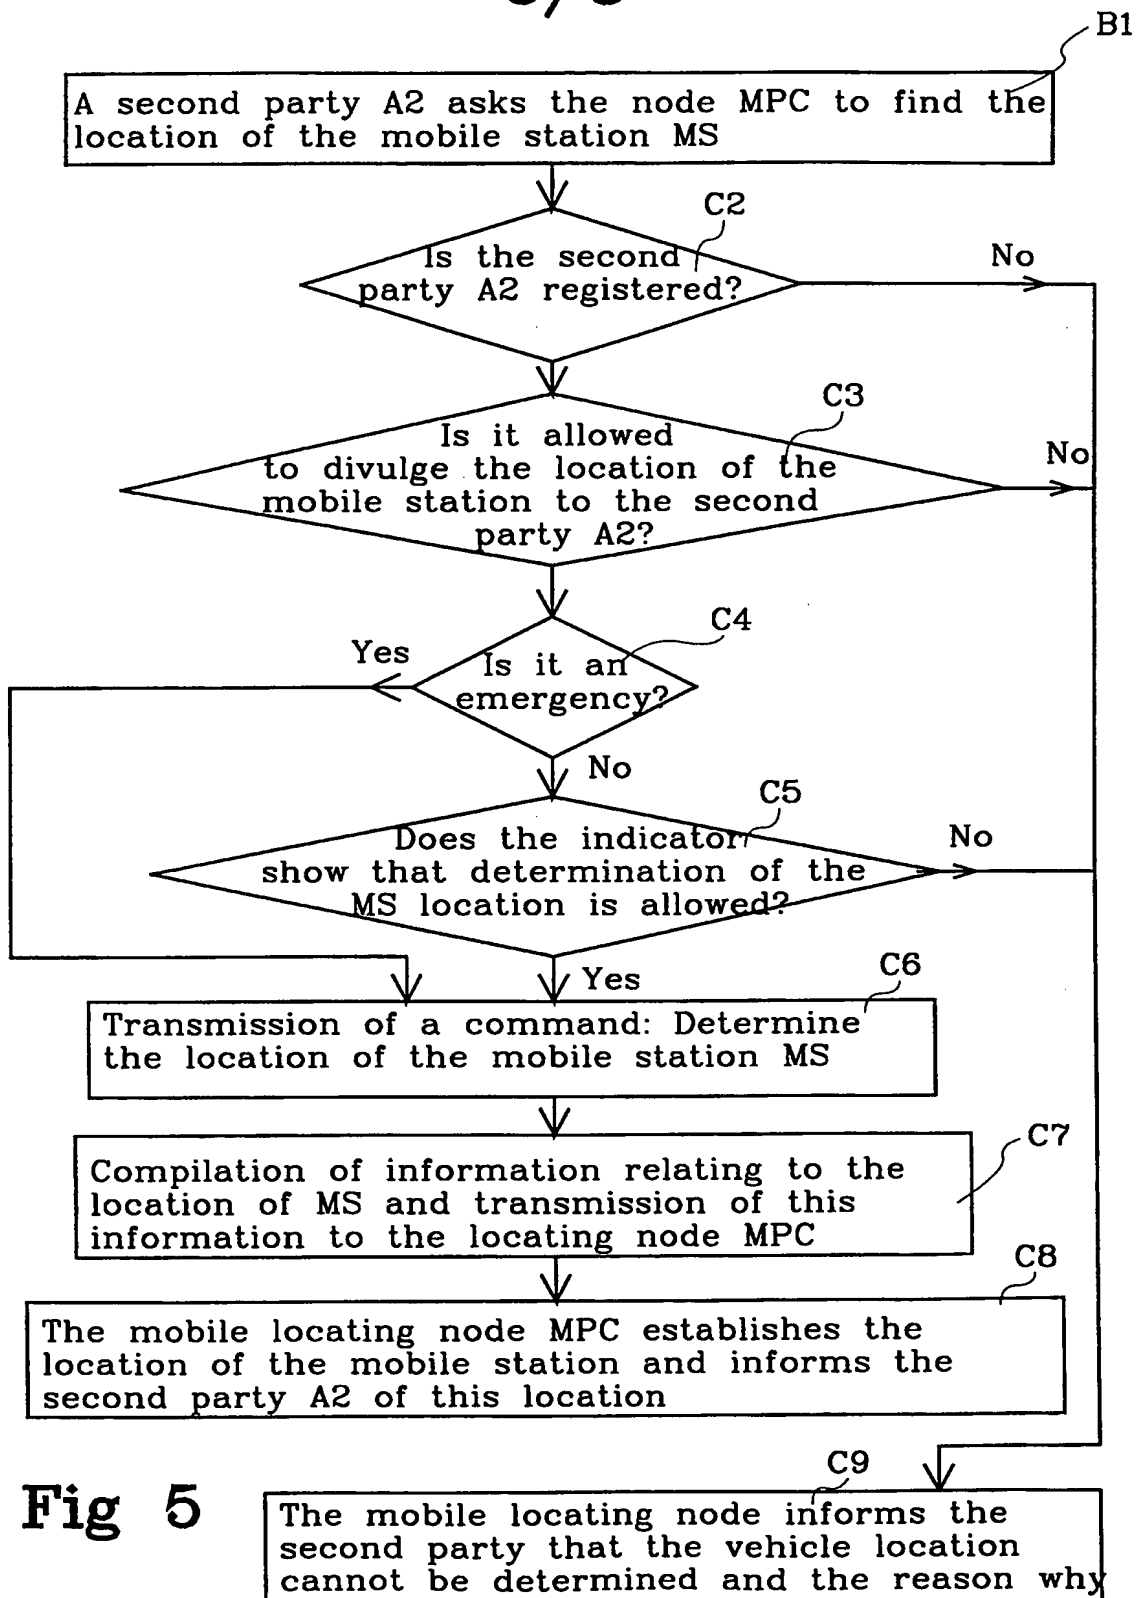 B1
A second party A2 asks the node MPC to find the
location of the mobile station MS
C2
Is the second
party A2 registered?
No
C3
Is it allowed
to divulge the location of the
mobile station to the second
party A2?
No
C4
Yes
Is it an
emergency?
No
C5
Does the indicator
show that determination of the
MS location is allowed?
No
Yes
C6
Transmission of a command: Determine
the location of the mobile station MS
C7
Compilation of information relating to the
location of MS and transmission of this
information to the locating node MPC
C8
The mobile locating node MPC establishes the
location of the mobile station and informs the
second party A2 of this location
C9
Fig 5
The mobile locating node informs the
second party that the vehicle location
cannot be determined and the reason why